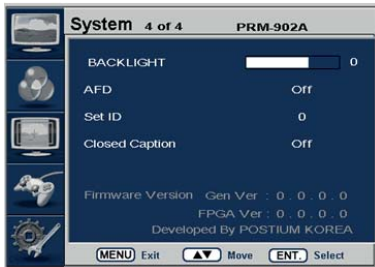 System 4 of 4 PRM-902A
BACKLIGHT 0
AFD Off
Set ID 0
Closed Caption Off
Firmware Version Gen Ver : 0 . 0 . 0 . 0
FPGA Ver : 0 . 0 . 0 . 0
Developed By POSTIUM KOREA
MENU Exit ▲▼ Move ENT. Select